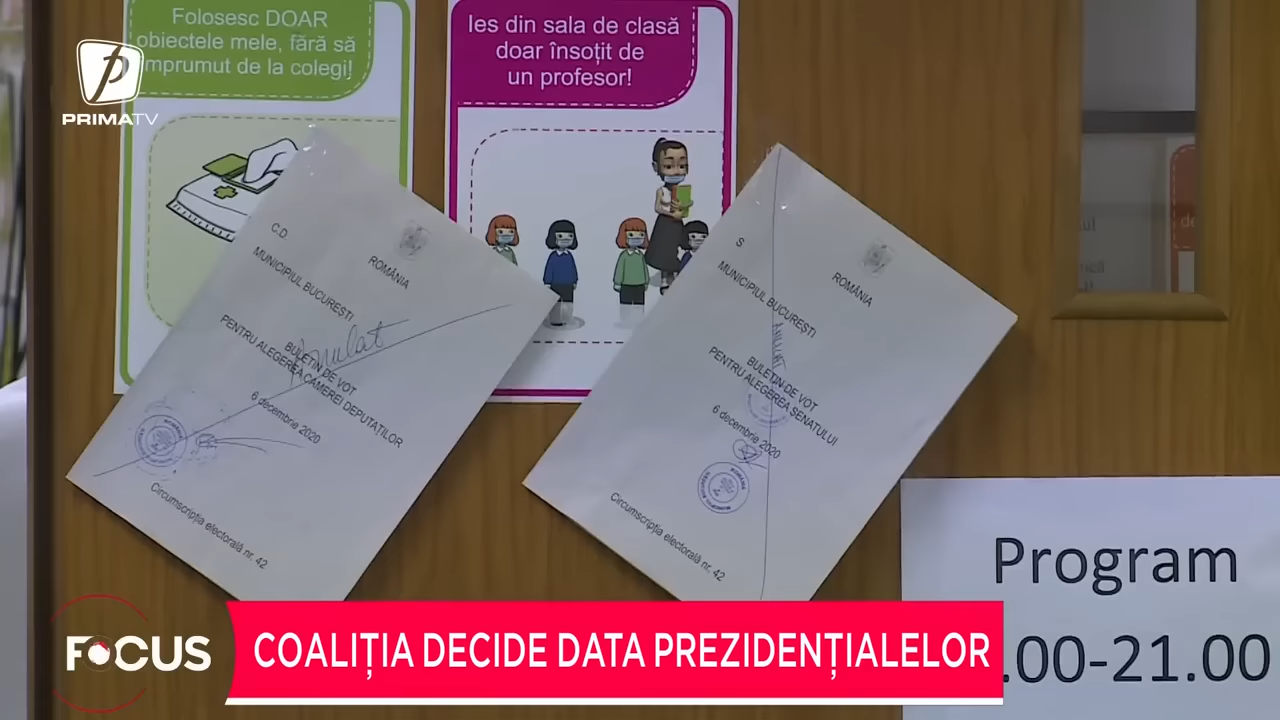 Folosesc DOAR
obiectele mele, fără să
împrumut de la colegi!
Ies din sala de clasă
doar însoțit de
un profesor!
PRIMATV
C.D.
ROMÂNIA
MUNICIPIUL BUCUREȘTI
Anulat
BULETIN DE VOT
PENTRU ALEGEREA CAMEREI DEPUTAȚILOR
6 decembrie 2020
Circumscripția electorală nr. 42
S
ROMÂNIA
MUNICIPIUL BUCUREȘTI
BULETIN DE VOT
PENTRU ALEGEREA SENATULUI
6 decembrie 2020
Circumscripția electorală nr. 42
Program
.00-21.00
FOCUS
COALIȚIA DECIDE DATA PREZIDENȚIALELOR